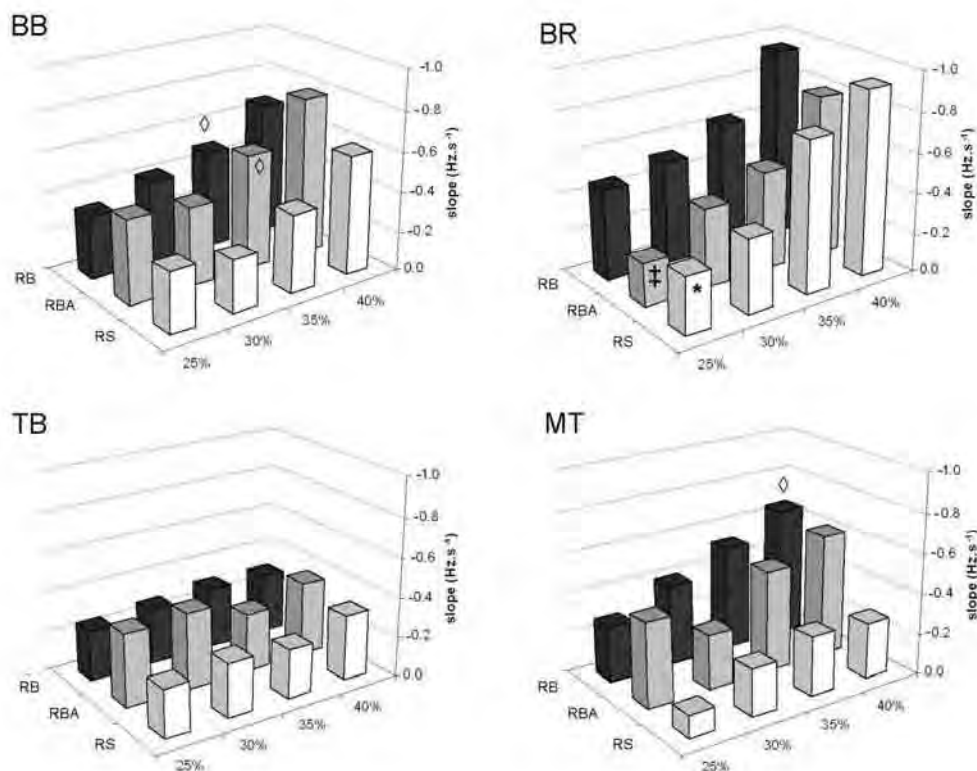 BB
-1.0
-0.8
-0.6
-0.4
-0.2
0.0
slope (Hz.s⁻¹)
◊
◊
RB
RBA
RS
25%
30%
35%
40%
BR
-1.0
-0.8
-0.6
-0.4
-0.2
0.0
slope (Hz.s⁻¹)
‡
*
RB
RBA
RS
25%
30%
35%
40%
TB
-1.0
-0.8
-0.6
-0.4
-0.2
0.0
slope (Hz.s⁻¹)
RB
RBA
RS
25%
30%
35%
40%
MT
◊
-1.0
-0.8
-0.6
-0.4
-0.2
0.0
slope (Hz.s⁻¹)
RB
RBA
RS
25%
30%
35%
40%